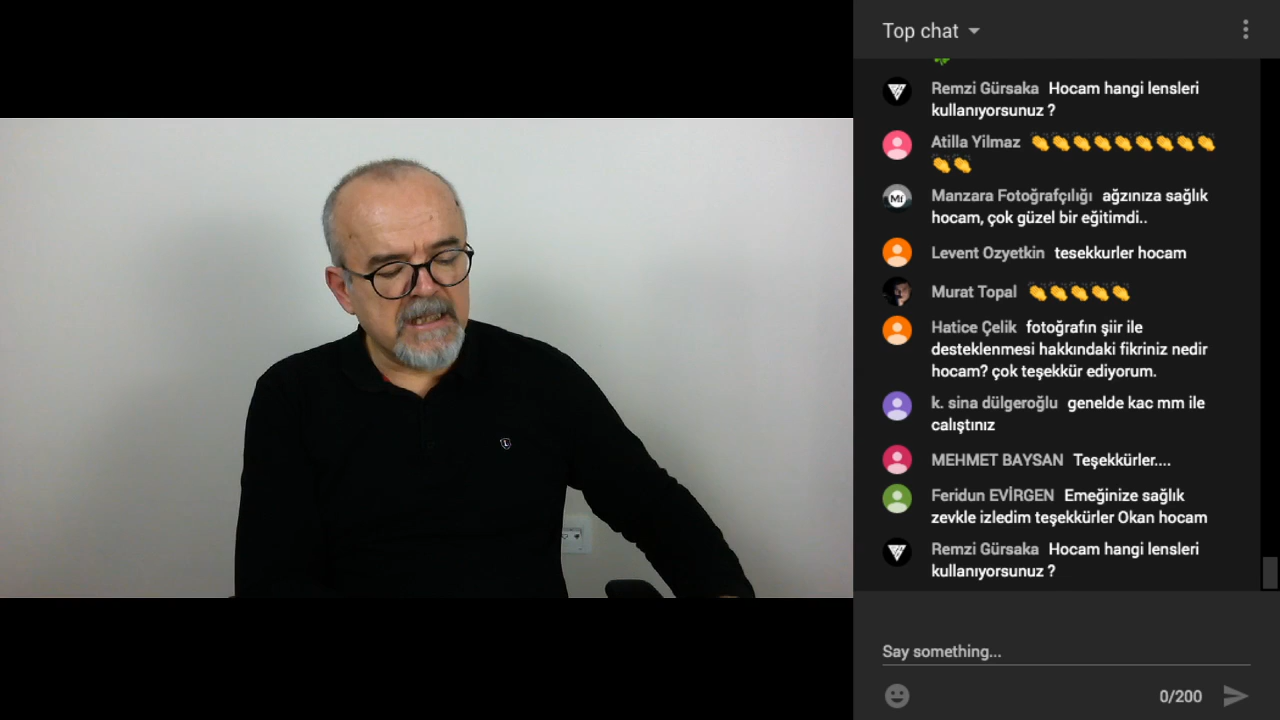 Top chat
Remzi Gürsaka Hocam hangi lensleri
kullanıyorsunuz ?
Atilla Yilmaz 👏👏👏👏👏👏👏👏👏
👏👏
Mf
Manzara Fotoğrafçılığı ağzınıza sağlık
hocam, çok güzel bir eğitimdi..
Levent Ozyetkin tesekkurler hocam
Murat Topal 👏👏👏👏👏
Hatice Çelik fotoğrafın şiir ile
desteklenmesi hakkındaki fikriniz nedir
hocam? çok teşekkür ediyorum.
k. sina dülgeroğlu genelde kac mm ile
calıştınız
MEHMET BAYSAN Teşekkürler....
Feridun EVİRGEN Emeğinize sağlık
zevkle izledim teşekkürler Okan hocam
Remzi Gürsaka Hocam hangi lensleri
kullanıyorsunuz ?
Say something...
0/200